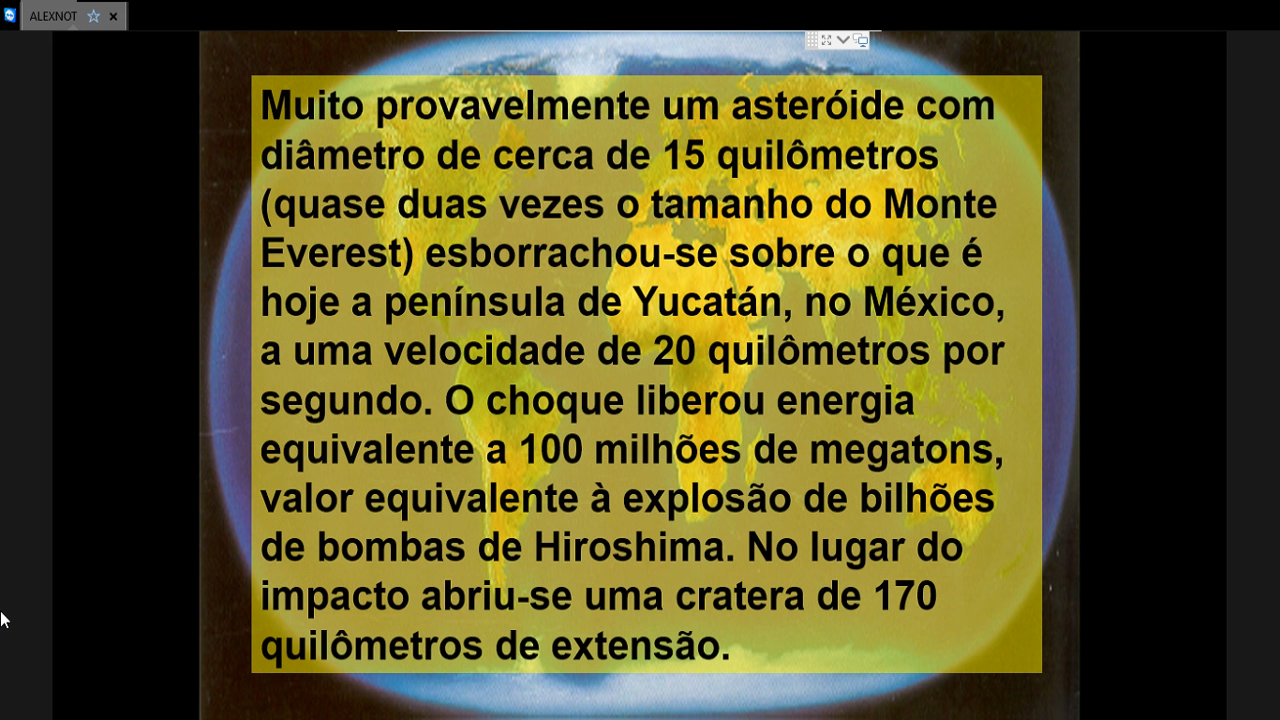 ALEXNOT
Muito provavelmente um asteróide com
diâmetro de cerca de 15 quilômetros
(quase duas vezes o tamanho do Monte
Everest) esborrachou-se sobre o que é
hoje a península de Yucatán, no México,
a uma velocidade de 20 quilômetros por
segundo. O choque liberou energia
equivalente a 100 milhões de megatons,
valor equivalente à explosão de bilhões
de bombas de Hiroshima. No lugar do
impacto abriu-se uma cratera de 170
quilômetros de extensão.